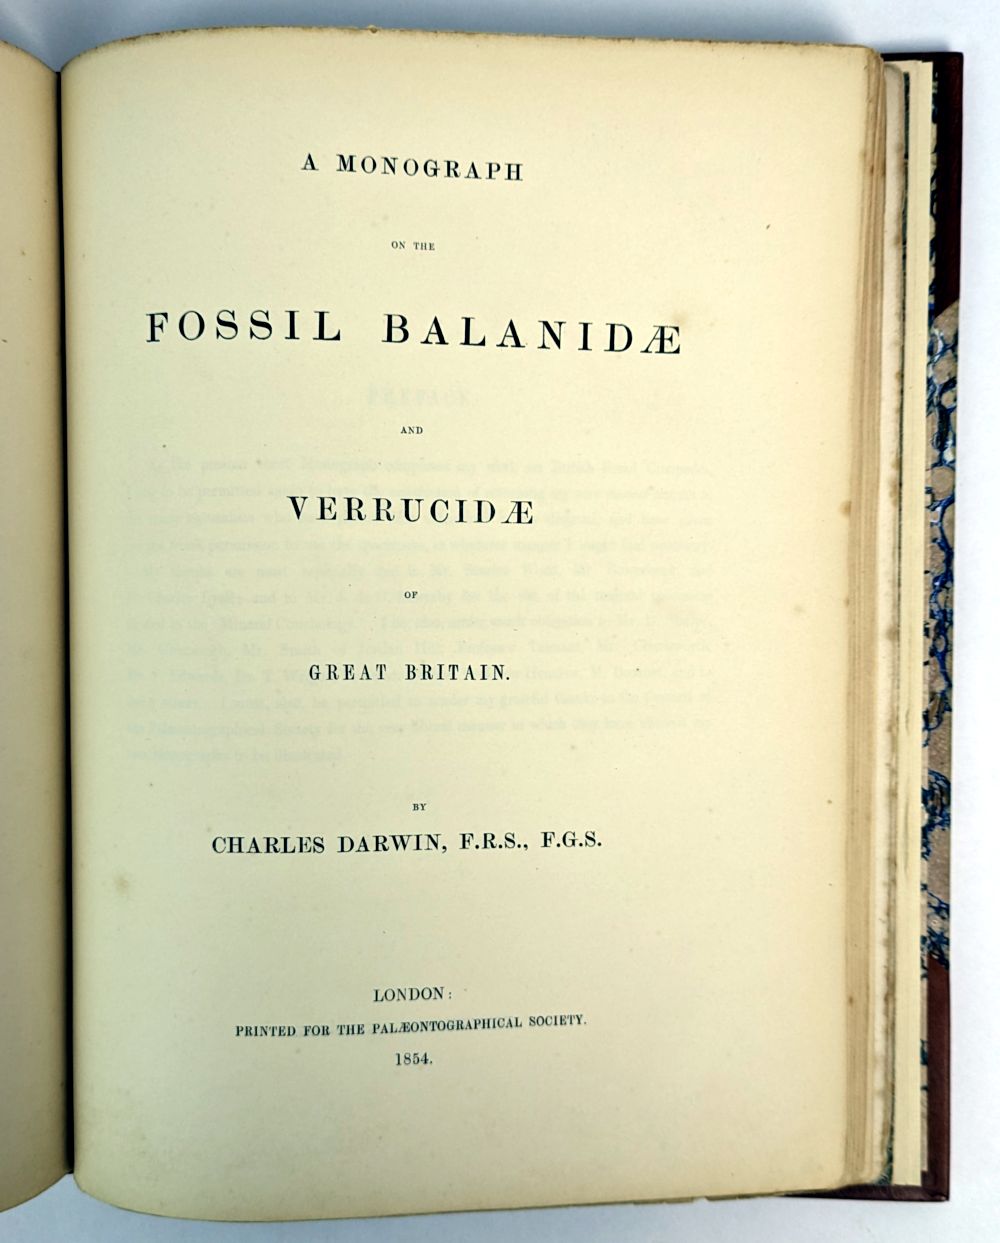 A MONOGRAPH
ON THE
FOSSIL BALANIDÆ
AND
VERRUCIDÆ
OF
GREAT BRITAIN.
BY
CHARLES DARWIN, F.R.S., F.G.S.
LONDON:
PRINTED FOR THE PALÆONTOGRAPHICAL SOCIETY.
1854.